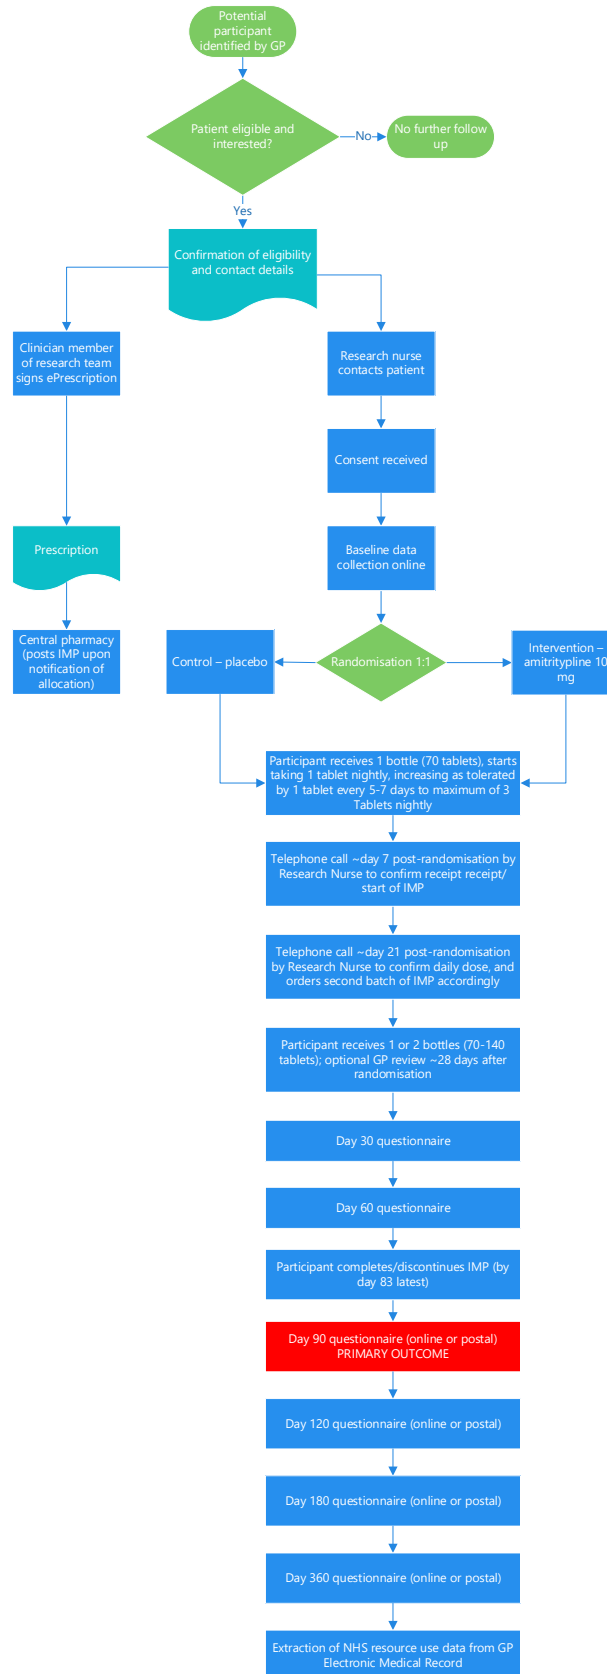 Potential
participant
identified by GP
Patient eligible and
interested?
No
No further follow
up
Yes
Confirmation of eligibility
and contact details
Clinician member
of research team
signs ePrescription
Research nurse
contacts patient
Consent received
Prescription
Baseline data
collection online
Central pharmacy
(posts IMP upon
notification of
allocation)
Control – placebo
Randomisation 1:1
Intervention –
amitritypline 10
mg
Participant receives 1 bottle (70 tablets), starts
taking 1 tablet nightly, increasing as tolerated
by 1 tablet every 5-7 days to maximum of 3
Tablets nightly
Telephone call ~day 7 post-randomisation by
Research Nurse to confirm receipt receipt/
start of IMP
Telephone call ~day 21 post-randomisation
by Research Nurse to confirm daily dose, and
orders second batch of IMP accordingly
Participant receives 1 or 2 bottles (70-140
tablets); optional GP review ~28 days after
randomisation
Day 30 questionnaire
Day 60 questionnaire
Participant completes/discontinues IMP (by
day 83 latest)
Day 90 questionnaire (online or postal)
PRIMARY OUTCOME
Day 120 questionnaire (online or postal)
Day 180 questionnaire (online or postal)
Day 360 questionnaire (online or postal)
Extraction of NHS resource use data from GP
Electronic Medical Record